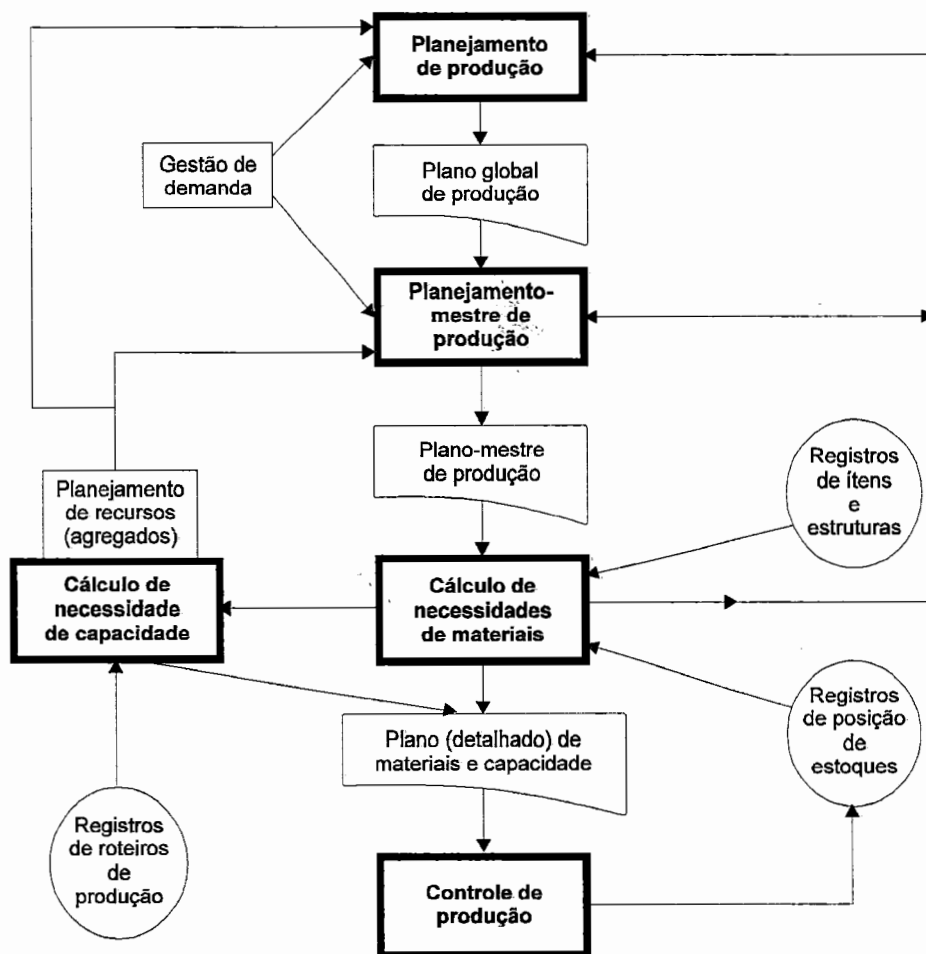 Planejamento
de produção
Gestão de
demanda
Plano global
de produção
Planejamento-
mestre de
produção
Plano-mestre
de produção
Registros
de ítens
e
estruturas
Planejamento
de recursos
(agregados)
Cálculo de
necessidade
de capacidade
Cálculo de
necessidades
de materiais
Registros
de posição
de
estoques
Plano (detalhado) de
materiais e capacidade
Registros
de roteiros
de
produção
Controle de
produção